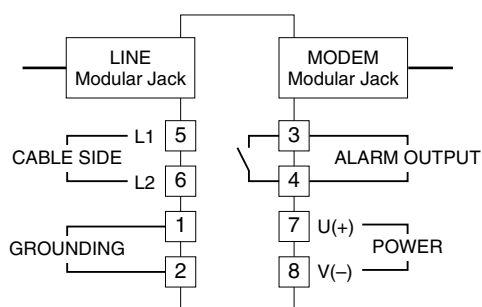 LINE
Modular Jack
MODEM
Modular Jack
L1 5
CABLE SIDE
L2 6
3
ALARM OUTPUT
4
1
GROUNDING
2
7 U(+)
POWER
8 V(–)